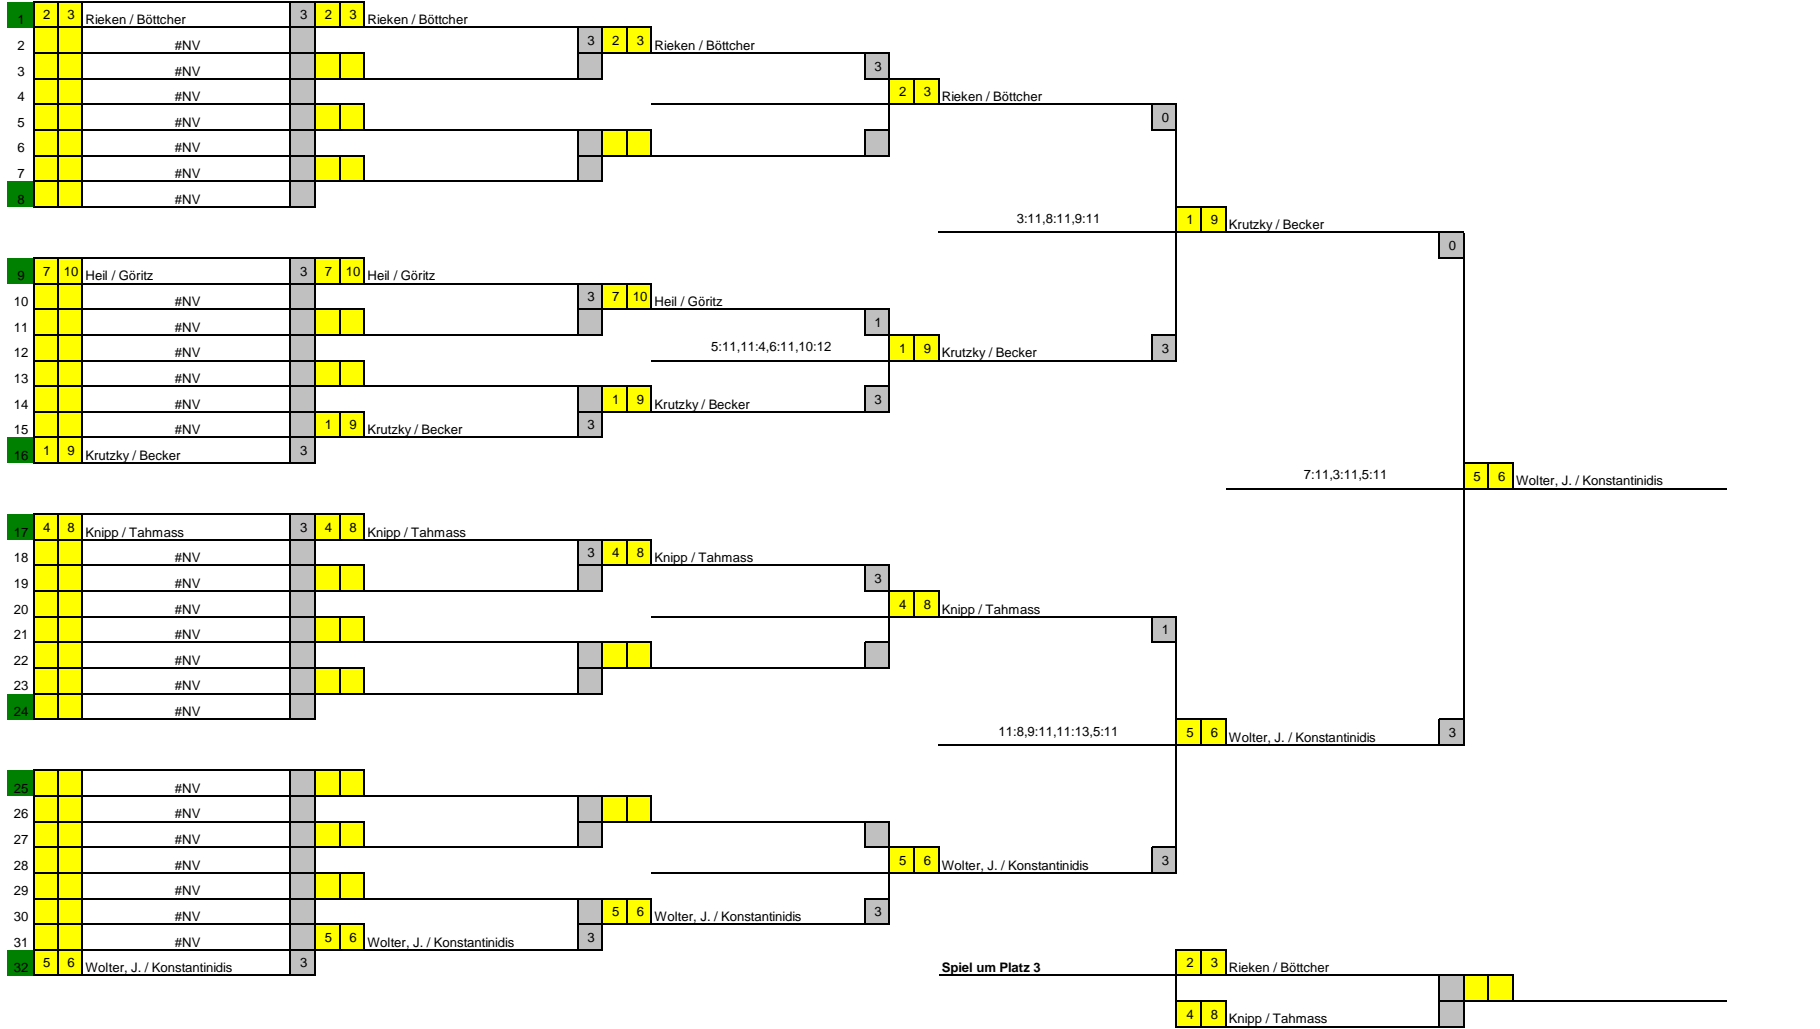 1 2 3 Rieken / Böttcher 3 2 3 Rieken / Böttcher
2 #NV 3 2 3 Rieken / Böttcher
3 #NV 3
4 #NV 2 3 Rieken / Böttcher
5 #NV 0
6 #NV
7 #NV
8 #NV
3:11,8:11,9:11 1 9 Krutzky / Becker
0
9 7 10 Heil / Göritz 3 7 10 Heil / Göritz
10 #NV 3 7 10 Heil / Göritz
11 #NV 1
12 #NV 5:11,11:4,6:11,10:12 1 9 Krutzky / Becker 3
13 #NV
14 #NV 1 9 Krutzky / Becker 3
15 #NV 1 9 Krutzky / Becker 3
16 1 9 Krutzky / Becker 3
7:11,3:11,5:11 5 6 Wolter, J. / Konstantinidis
17 4 8 Knipp / Tahmass 3 4 8 Knipp / Tahmass
18 #NV 3 4 8 Knipp / Tahmass
19 #NV 3
20 #NV 4 8 Knipp / Tahmass
21 #NV 1
22 #NV
23 #NV
24 #NV
11:8,9:11,11:13,5:11 5 6 Wolter, J. / Konstantinidis 3
25 #NV
26 #NV
27 #NV
28 #NV 5 6 Wolter, J. / Konstantinidis 3
29 #NV
30 #NV 5 6 Wolter, J. / Konstantinidis 3
31 #NV 5 6 Wolter, J. / Konstantinidis 3
32 5 6 Wolter, J. / Konstantinidis 3 Spiel um Platz 3 2 3 Rieken / Böttcher
4 8 Knipp / Tahmass